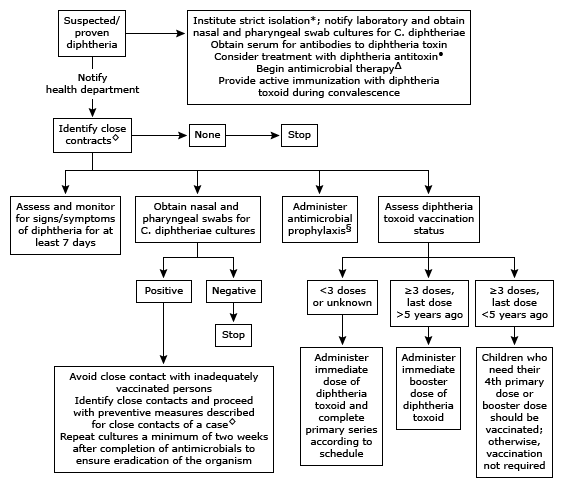 Suspected/
proven
diphtheria
Institute strict isolation*; notify laboratory and obtain
nasal and pharyngeal swab cultures for C. diphtheriae
Obtain serum for antibodies to diphtheria toxin
Consider treatment with diphtheria antitoxin•
Begin antimicrobial therapyΔ
Provide active immunization with diphtheria
toxoid during convalescence
Notify
health department
Identify close
contracts◊
None
Stop
Assess and monitor
for signs/symptoms
of diphtheria for at
least 7 days
Obtain nasal and
pharyngeal swabs for
C. diphtheriae cultures
Administer
antimicrobial
prophylaxis§
Assess diphtheria
toxoid vaccination
status
Positive
Negative
Stop
<3 doses
or unknown
≥3 doses,
last dose
>5 years ago
≥3 doses,
last dose
<5 years ago
Avoid close contact with inadequately
vaccinated persons
Identify close contacts and proceed
with preventive measures described
for close contacts of a case◊
Repeat cultures a minimum of two weeks
after completion of antimicrobials to
ensure eradication of the organism
Administer
immediate
dose of
diphtheria
toxoid and
complete
primary series
according to
schedule
Administer
immediate
booster
dose of
diphtheria
toxoid
Children who
need their
4th primary
dose or
booster dose
should be
vaccinated;
otherwise,
vaccination
not required